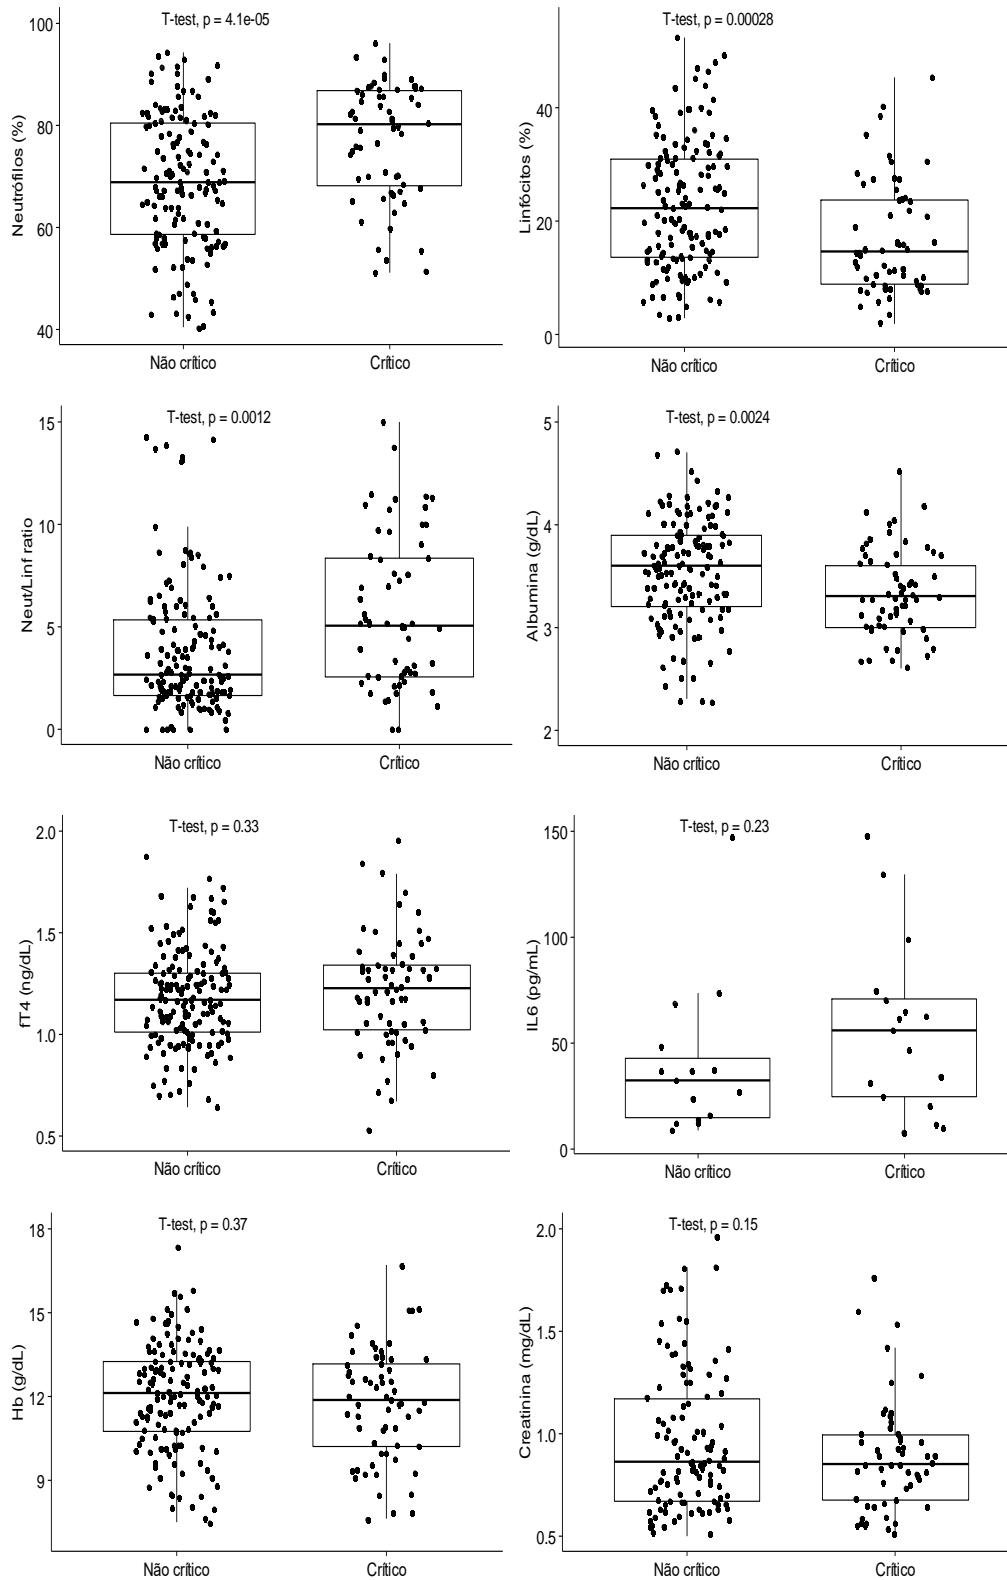 T-test, p = 4.1e-05
Neutrófilos (%)
100
80
60
40
Não crítico
Crítico
T-test, p = 0.00028
Linfócitos (%)
40
20
0
Não crítico
Crítico
T-test, p = 0.0012
Neut/Linf ratio
15
10
5
0
Não crítico
Crítico
T-test, p = 0.0024
Albumina (g/dL)
5
4
3
2
Não crítico
Crítico
T-test, p = 0.33
fT4 (ng/dL)
2.0
1.5
1.0
0.5
Não crítico
Crítico
T-test, p = 0.23
IL6 (pg/mL)
150
100
50
0
Não crítico
Crítico
T-test, p = 0.37
Hb (g/dL)
18
15
12
9
Não crítico
Crítico
T-test, p = 0.15
Creatinina (mg/dL)
2.0
1.5
1.0
0.5
Não crítico
Crítico